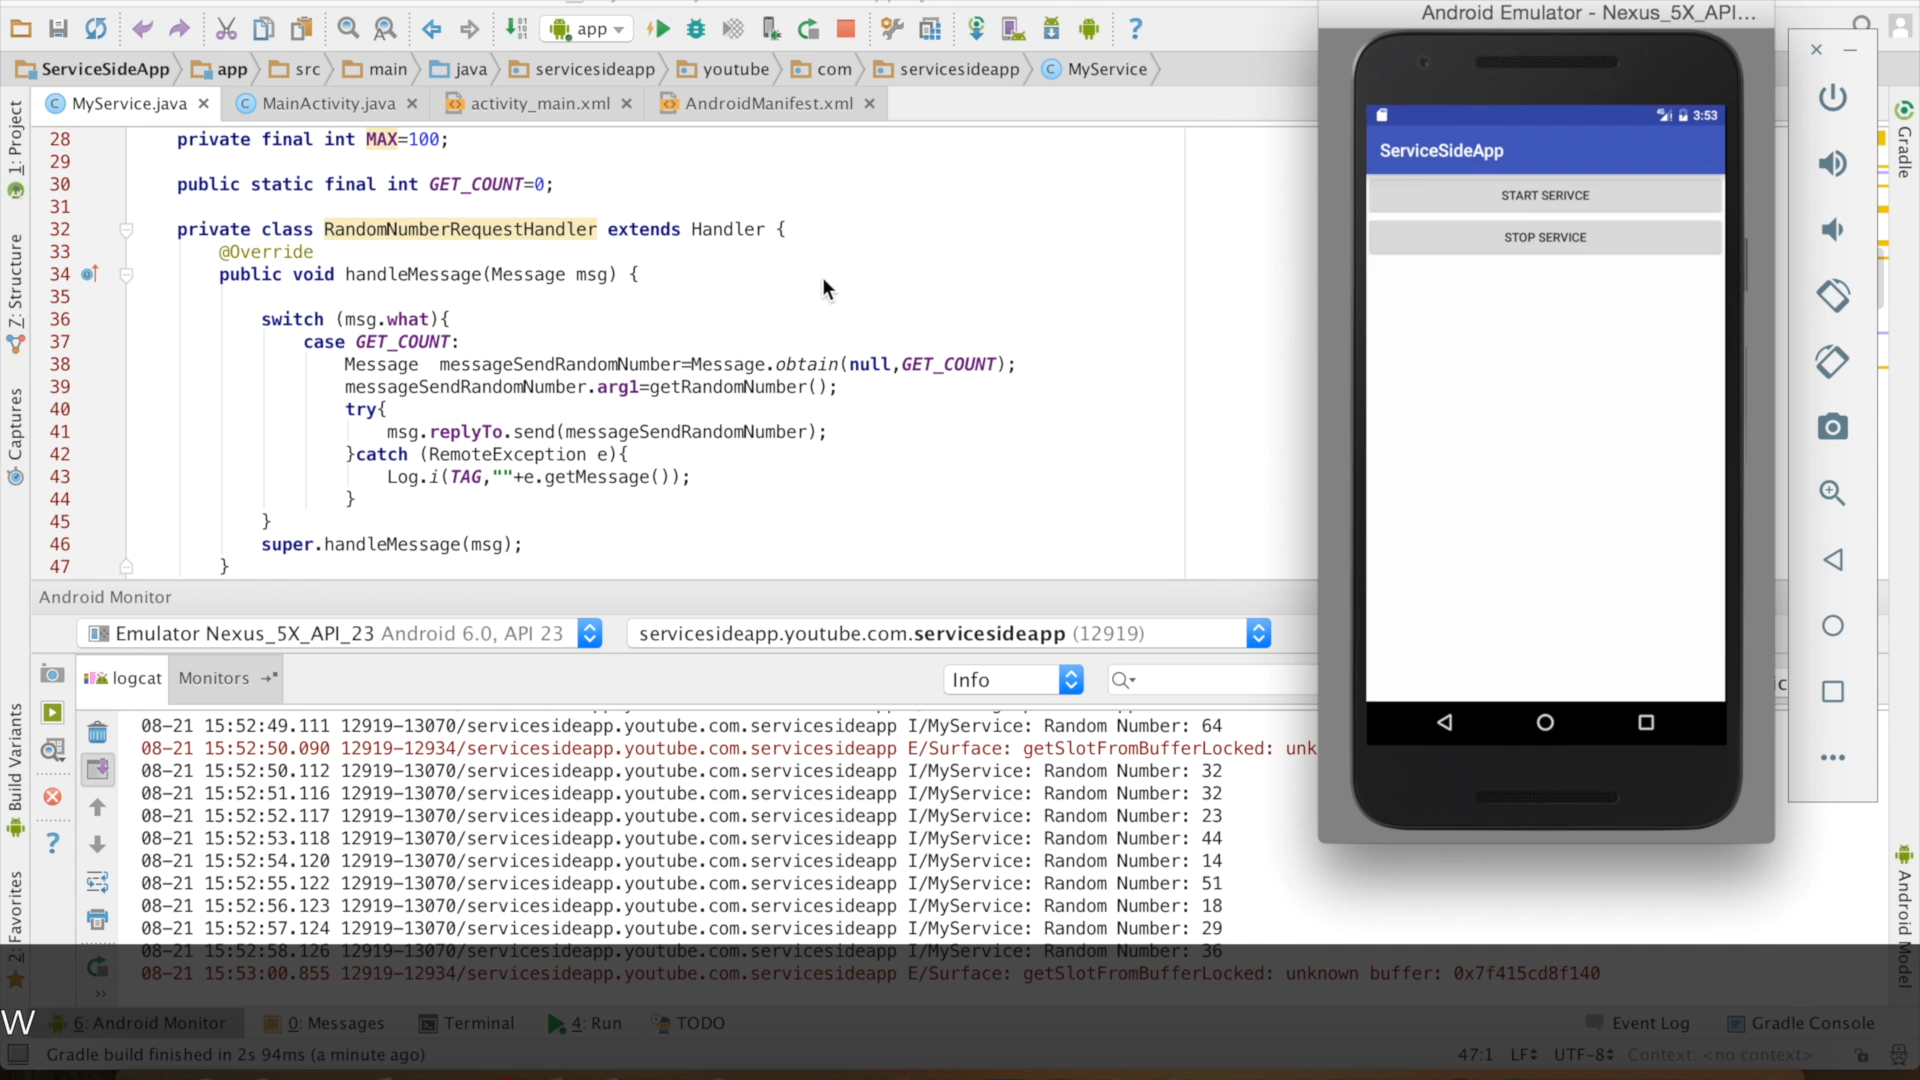 app
Android Emulator - Nexus_5X_API...
ServiceSideApp
app
src
main
java
servicesideapp
youtube
com
servicesideapp
MyService
MyService.java
MainActivity.java
activity_main.xml
AndroidManifest.xml
1: Project
Z: Structure
Captures
Build Variants
2: Favorites
28 private final int MAX=100;
29
30 public static final int GET_COUNT=0;
31
32 private class RandomNumberRequestHandler extends Handler {
33 @Override
34 public void handleMessage(Message msg) {
35
36 switch (msg.what){
37 case GET_COUNT:
38 Message  messageSendRandomNumber=Message.obtain(null,GET_COUNT);
39 messageSendRandomNumber.arg1=getRandomNumber();
40 try{
41 msg.replyTo.send(messageSendRandomNumber);
42 }catch (RemoteException e){
43 Log.i(TAG,""+e.getMessage());
44 }
45 }
46 super.handleMessage(msg);
47 }
3:53
ServiceSideApp
START SERIVCE
STOP SERVICE
Gradle
Android Model
Android Monitor
Emulator Nexus_5X_API_23 Android 6.0, API 23
servicesideapp.youtube.com.servicesideapp (12919)
logcat
Monitors
Info
08-21 15:52:49.111 12919-13070/servicesideapp.youtube.com.servicesideapp I/MyService: Random Number: 64
08-21 15:52:50.090 12919-12934/servicesideapp.youtube.com.servicesideapp E/Surface: getSlotFromBufferLocked: unk
08-21 15:52:50.112 12919-13070/servicesideapp.youtube.com.servicesideapp I/MyService: Random Number: 32
08-21 15:52:51.116 12919-13070/servicesideapp.youtube.com.servicesideapp I/MyService: Random Number: 32
08-21 15:52:52.117 12919-13070/servicesideapp.youtube.com.servicesideapp I/MyService: Random Number: 23
08-21 15:52:53.118 12919-13070/servicesideapp.youtube.com.servicesideapp I/MyService: Random Number: 44
08-21 15:52:54.120 12919-13070/servicesideapp.youtube.com.servicesideapp I/MyService: Random Number: 14
08-21 15:52:55.122 12919-13070/servicesideapp.youtube.com.servicesideapp I/MyService: Random Number: 51
08-21 15:52:56.123 12919-13070/servicesideapp.youtube.com.servicesideapp I/MyService: Random Number: 18
08-21 15:52:57.124 12919-13070/servicesideapp.youtube.com.servicesideapp I/MyService: Random Number: 29
08-21 15:52:58.126 12919-13070/servicesideapp.youtube.com.servicesideapp I/MyService: Random Number: 36
08-21 15:53:00.855 12919-12934/servicesideapp.youtube.com.servicesideapp E/Surface: getSlotFromBufferLocked: unknown buffer: 0x7f415cd8f140
W
6: Android Monitor
0: Messages
Terminal
4: Run
TODO
Event Log
Gradle Console
Gradle build finished in 2s 94ms (a minute ago)
47:1 LF UTF-8 Context: <no context>